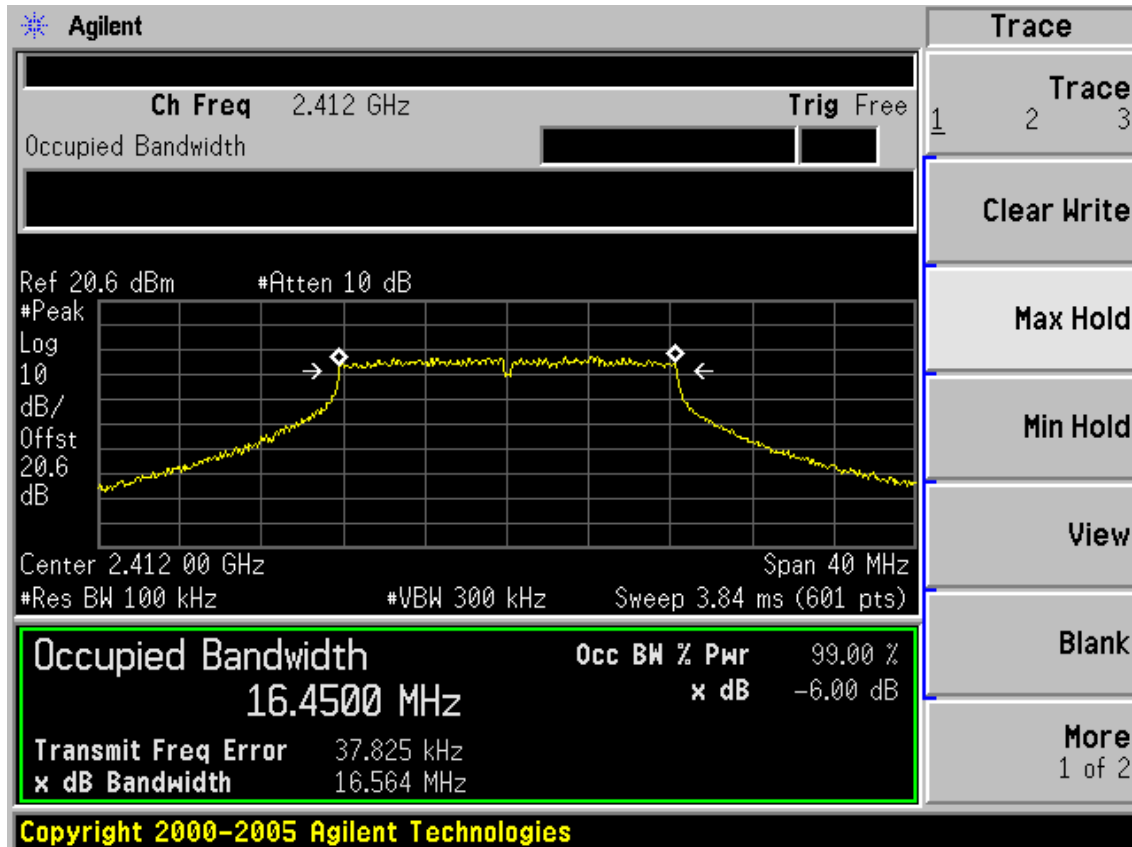 Agilent
Trace
Ch Freq 2.412 GHz Trig Free
Occupied Bandwidth
Trace
1 2 3
Clear Write
Max Hold
Min Hold
View
Blank
More
1 of 2
Ref 20.6 dBm #Atten 10 dB
#Peak
Log
10
dB/
Offst
20.6
dB
Center 2.412 00 GHz Span 40 MHz
#Res BW 100 kHz #VBW 300 kHz Sweep 3.84 ms (601 pts)
Occupied Bandwidth Occ BW % Pwr 99.00 %
16.4500 MHz x dB -6.00 dB
Transmit Freq Error 37.825 kHz
x dB Bandwidth 16.564 MHz
Copyright 2000-2005 Agilent Technologies